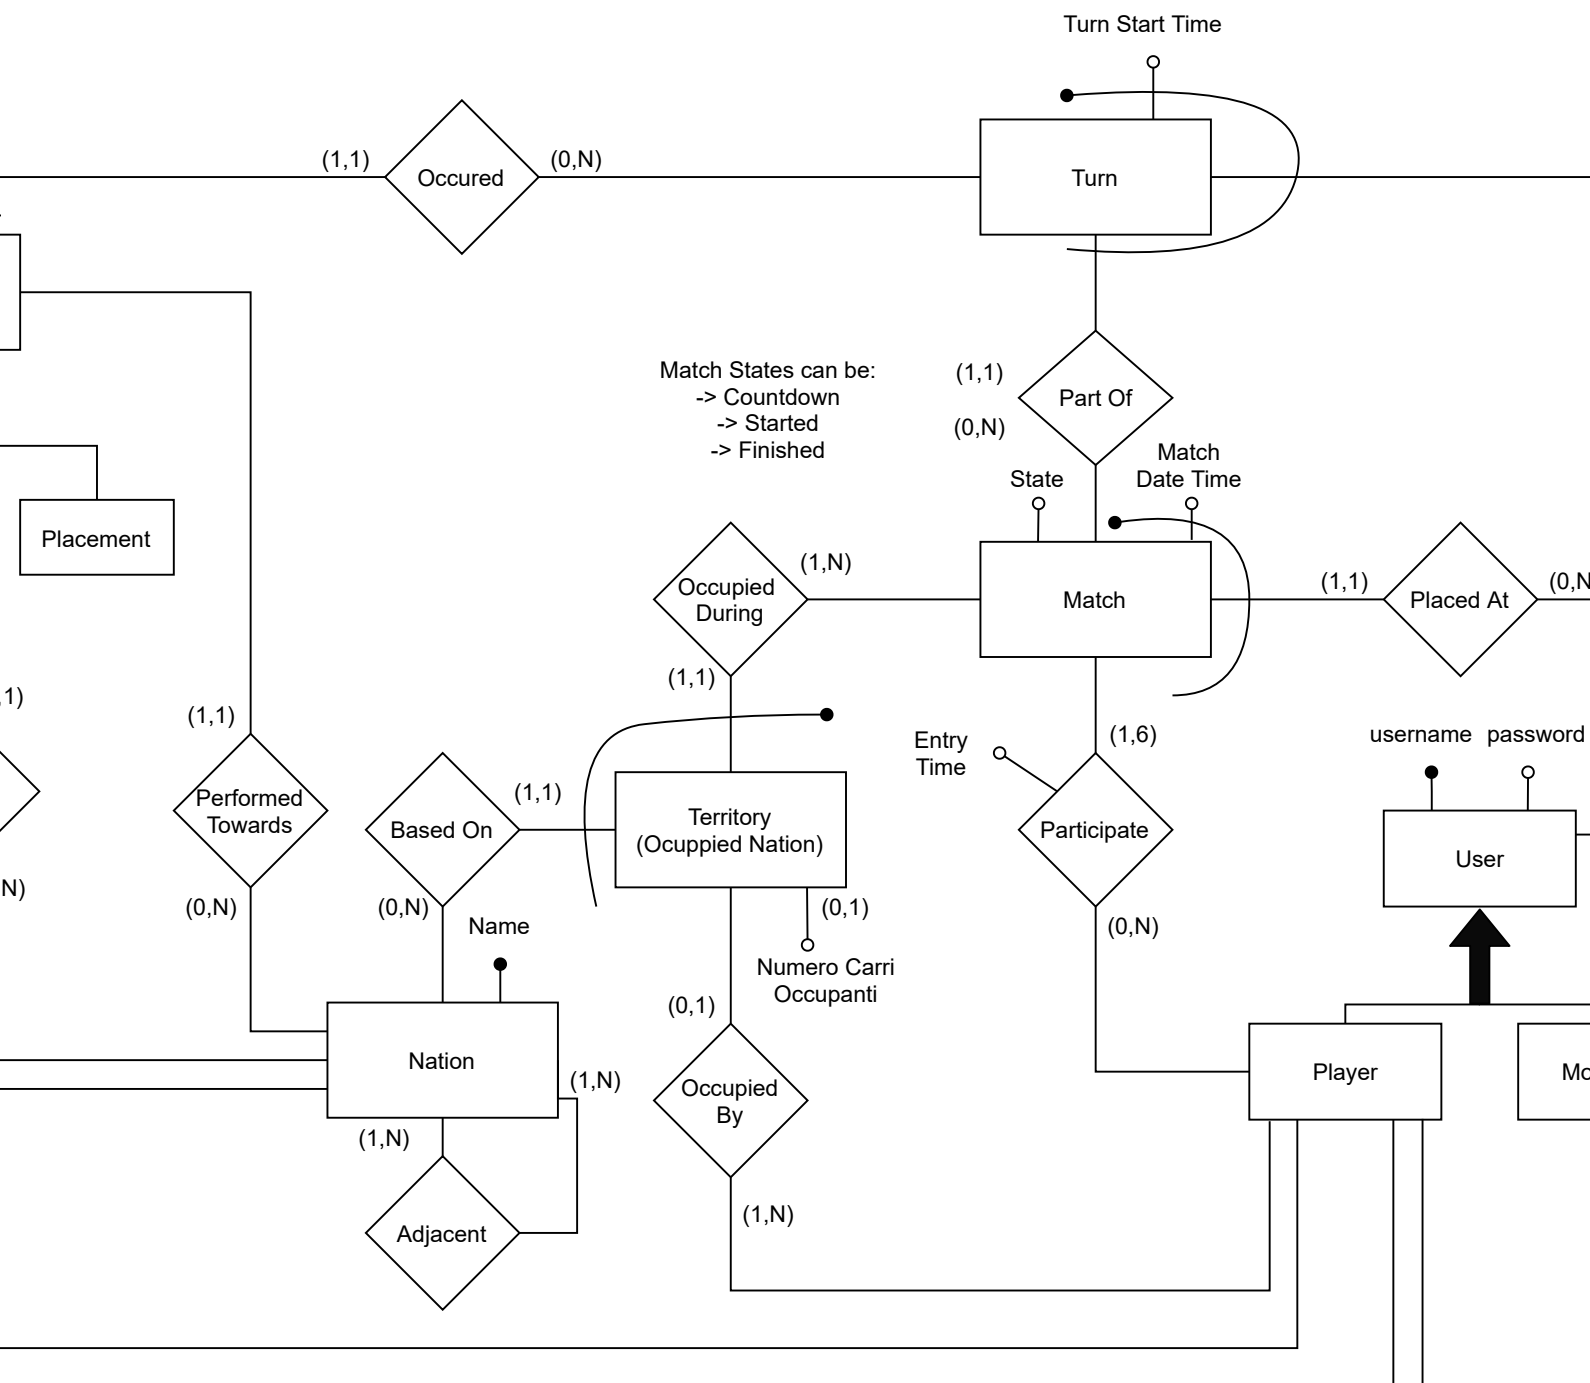 Turn Start Time
(1,1)
(0,N)
Occured
Turn
Match States can be:
-> Countdown
-> Started
-> Finished
(1,1)
Part Of
(0,N)
State
Match
Date Time
Placement
(1,N)
Occupied
During
Match
(1,1)
Placed At
(0,N
(1,1)
,1)
(1,1)
Entry
Time
(1,6)
username
password
Performed
Towards
(1,1)
Based On
Territory
(Ocuppied Nation)
Participate
User
N)
(0,N)
(0,N)
Name
(0,1)
(0,N)
Numero Carri
Occupanti
(0,1)
Nation
(1,N)
Occupied
By
Player
Mo
(1,N)
Adjacent
(1,N)